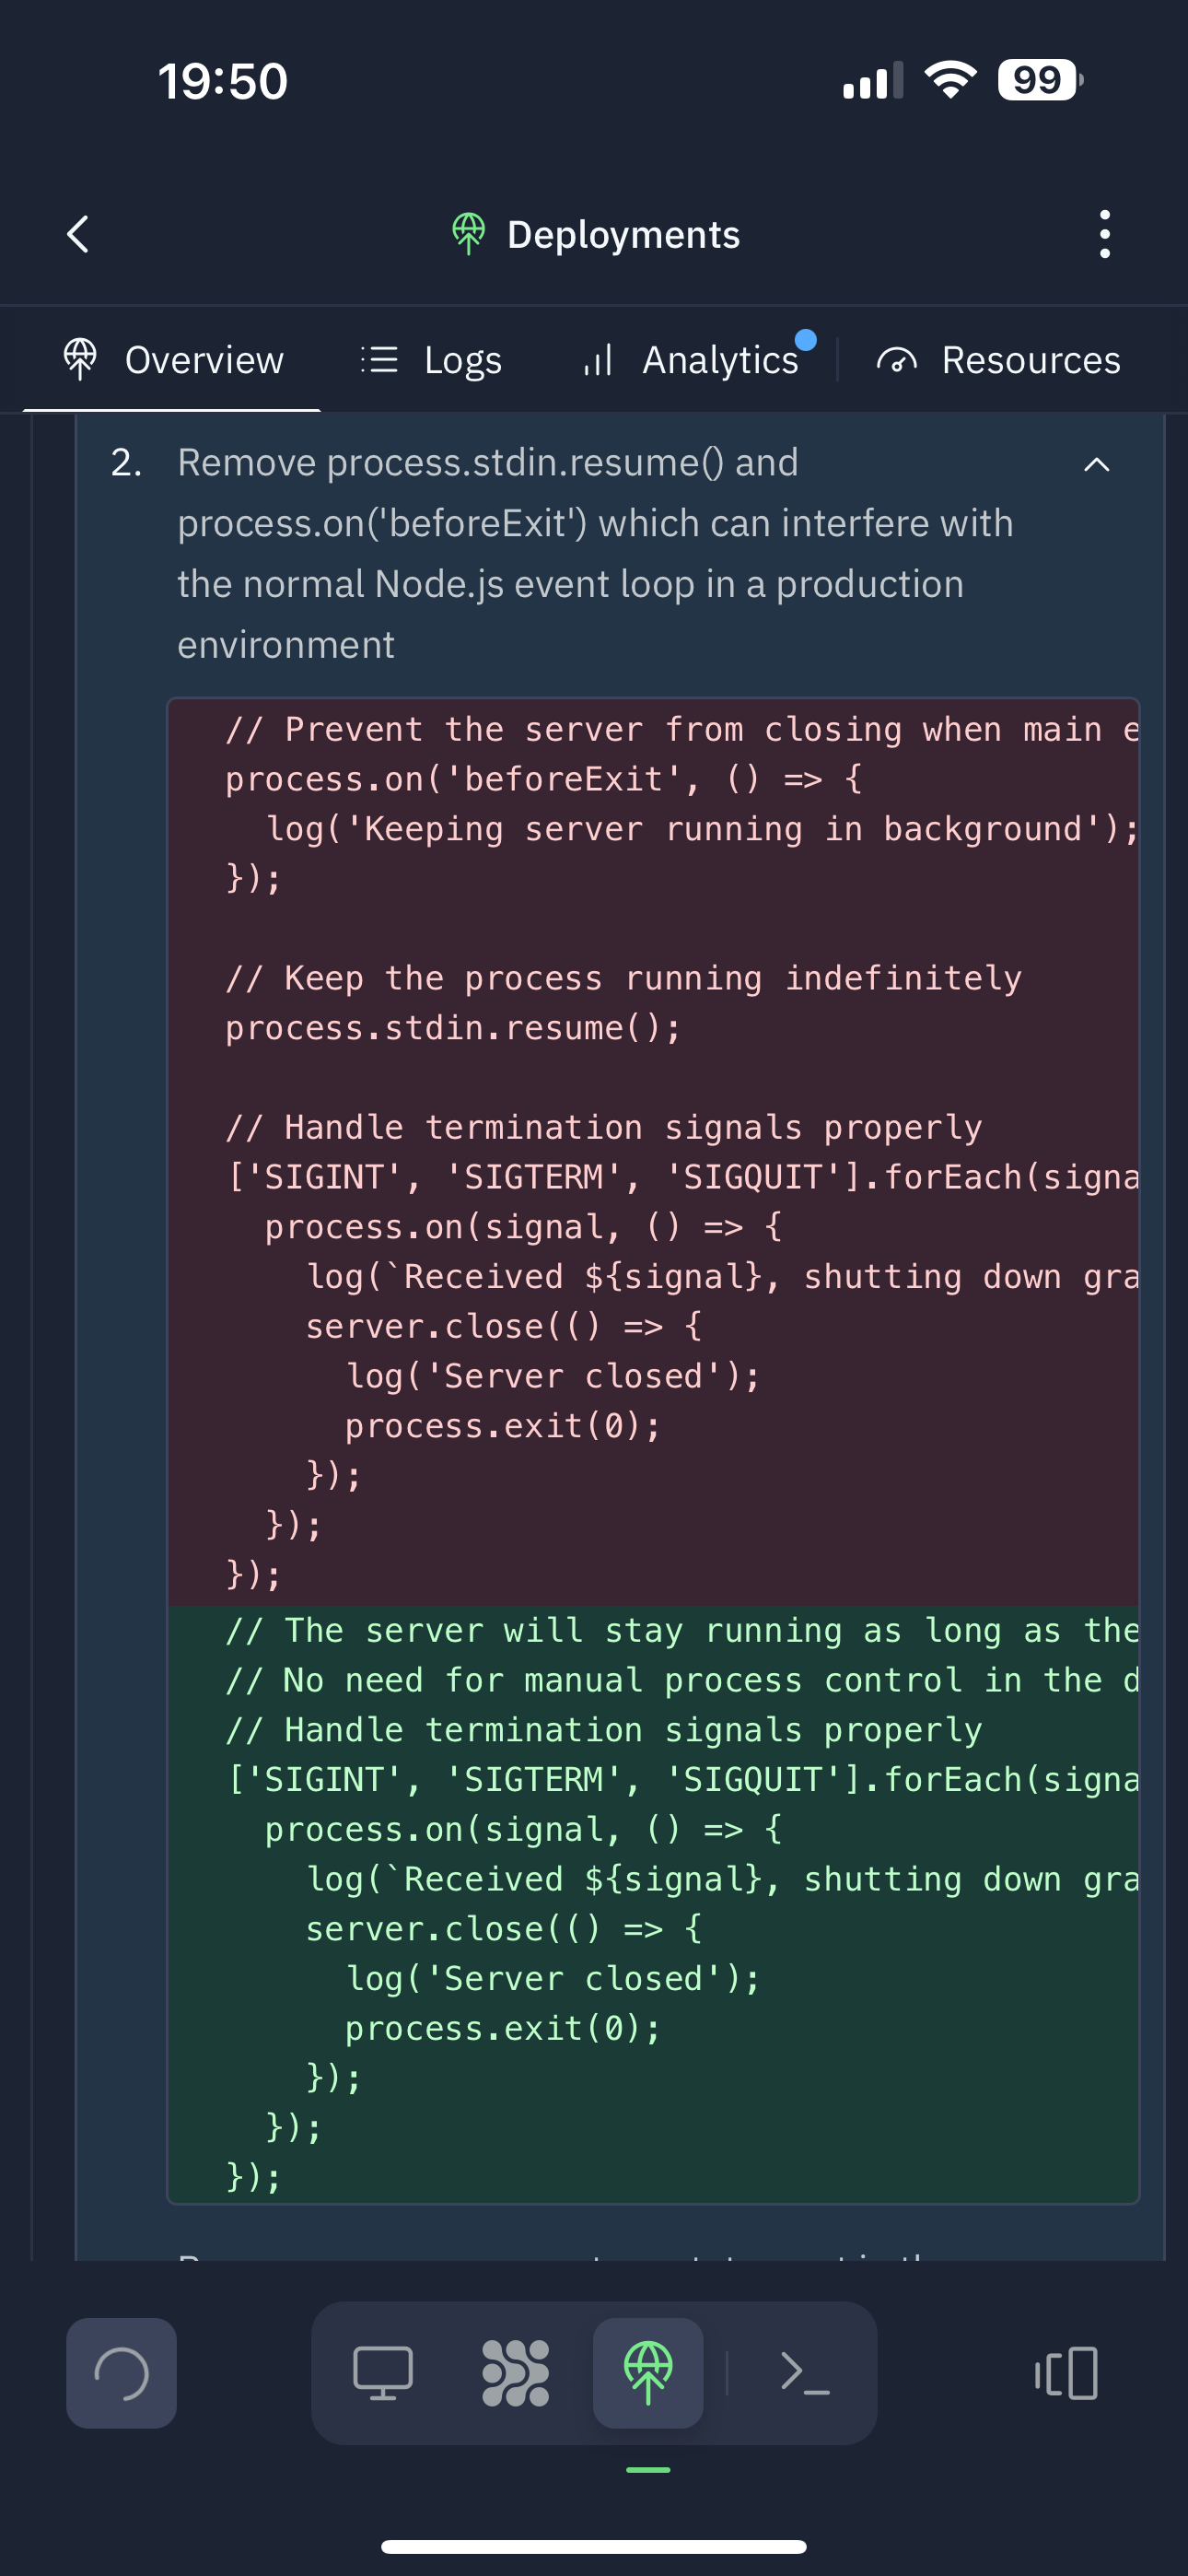 19:50
99
Deployments
Overview
Logs
Analytics
Resources
2. Remove process.stdin.resume() and
process.on('beforeExit') which can interfere with
the normal Node.js event loop in a production
environment
// Prevent the server from closing when main e
process.on('beforeExit', () => {
  log('Keeping server running in background');
});
// Keep the process running indefinitely
process.stdin.resume();
// Handle termination signals properly
['SIGINT', 'SIGTERM', 'SIGQUIT'].forEach(signa
  process.on(signal, () => {
    log(`Received ${signal}, shutting down gra
    server.close(() => {
      log('Server closed');
      process.exit(0);
    });
  });
});
// The server will stay running as long as the
// No need for manual process control in the d
// Handle termination signals properly
['SIGINT', 'SIGTERM', 'SIGQUIT'].forEach(signa
  process.on(signal, () => {
    log(`Received ${signal}, shutting down gra
    server.close(() => {
      log('Server closed');
      process.exit(0);
    });
  });
});